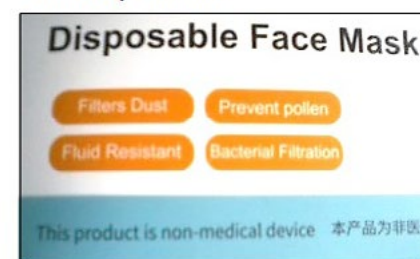 Disposable Face Mask
Filters Dust Prevent pollen
Fluid Resistant Bacterial Filtration
This product is non-medical device 本产品为非医